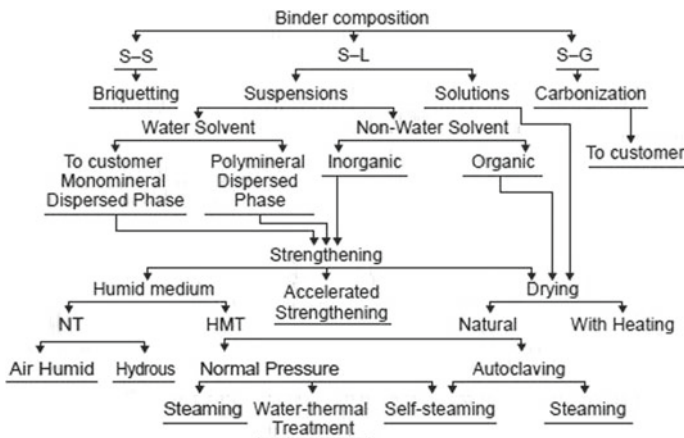 Binder composition
S–S S–L S–G
Briquetting Suspensions Solutions Carbonization
Water Solvent Non-Water Solvent
To customer Polymineral Inorganic Organic To customer
Monomineral Dispersed
Dispersed Phase Phase
Strengthening
Humid medium Accelerated Drying
Strengthening
NT HMT Natural With Heating
Air Humid Hydrous Normal Pressure Autoclaving
Steaming Water-thermal Self-steaming Steaming
Treatment